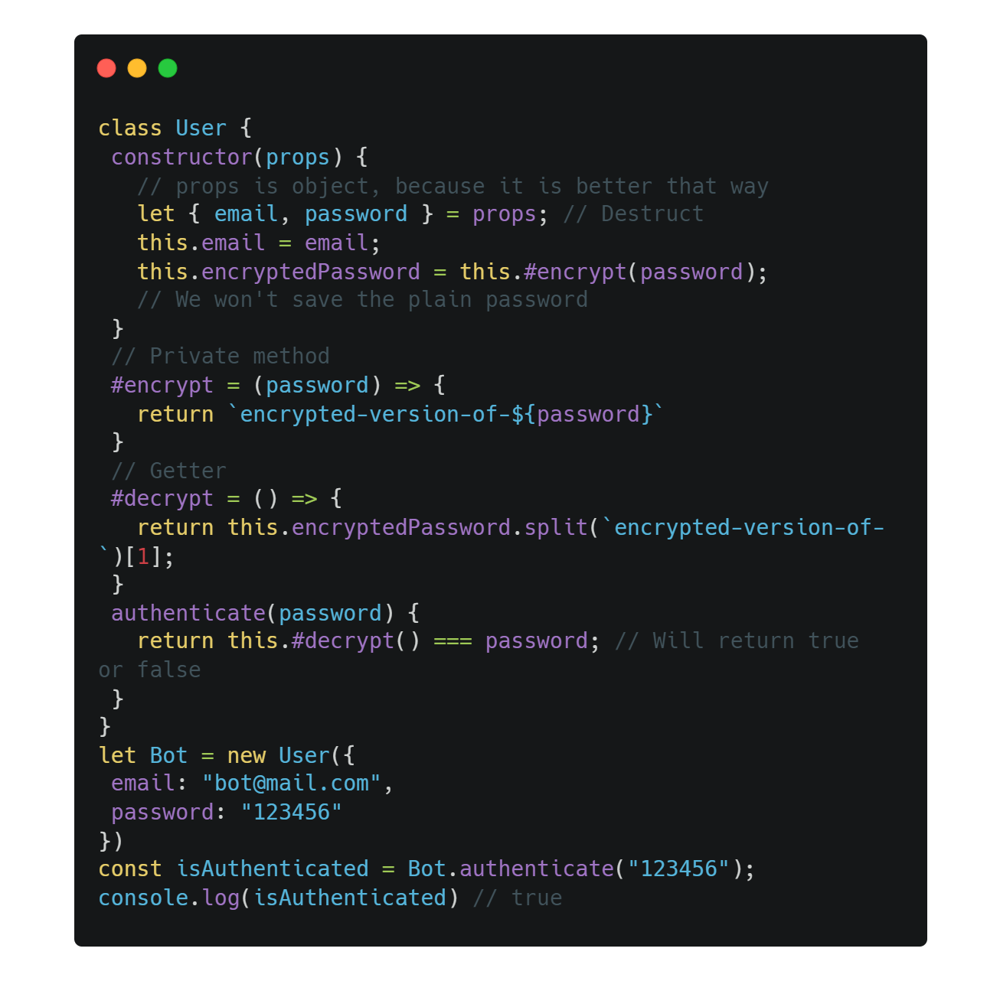 class User {
 constructor(props) {
   // props is object, because it is better that way
   let { email, password } = props; // Destruct
   this.email = email;
   this.encryptedPassword = this.#encrypt(password);
   // We won't save the plain password
 }
 // Private method
 #encrypt = (password) => {
   return `encrypted-version-of-${password}`
 }
 // Getter
 #decrypt = () => {
   return this.encryptedPassword.split(`encrypted-version-of-
`)[1];
 }
 authenticate(password) {
   return this.#decrypt() === password; // Will return true
or false
 }
}
let Bot = new User({
 email: "bot@mail.com",
 password: "123456"
})
const isAuthenticated = Bot.authenticate("123456");
console.log(isAuthenticated) // true